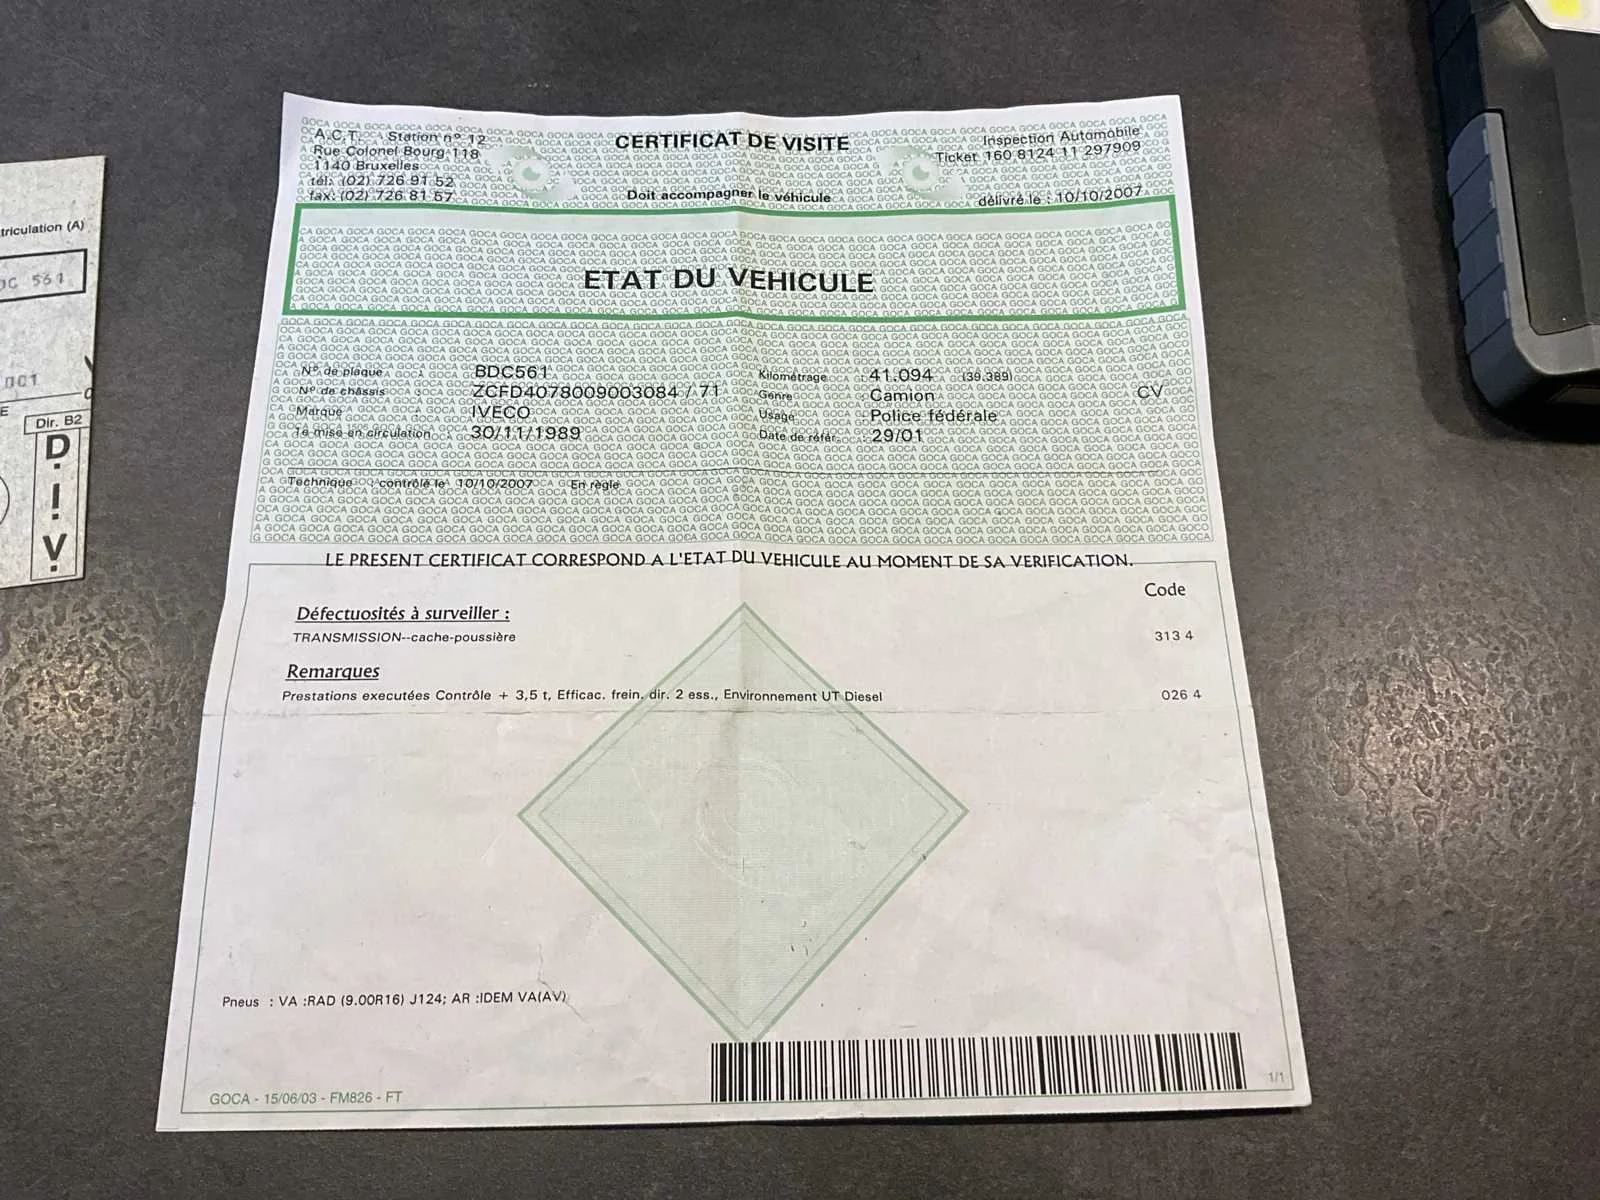 A.C.T. Station n° 12
Rue Colonel Bourg 118
1140 Bruxelles
tél: (02) 726 91 52
fax: (02) 726 81 57
CERTIFICAT DE VISITE
Doit accompagner le véhicule
Inspection Automobile
Ticket 160 8124 11 297909
délivré le : 10/10/2007
ETAT DU VEHICULE
N° de plaque : BDC561
N° de châssis : ZCFD4078009003084 / 71
Marque : IVECO
1e mise en circulation : 30/11/1989
Kilométrage : 41.094 (39.389)
Genre : Camion CV
Usage : Police fédérale
Date de référ. : 29/01
Technique : contrôlé le 10/10/2007 En règle
LE PRESENT CERTIFICAT CORRESPOND A L'ETAT DU VEHICULE AU MOMENT DE SA VERIFICATION.
Code
Défectuosités à surveiller :
TRANSMISSION--cache-poussière 313 4
Remarques
Prestations executées Contrôle + 3,5 t, Efficac. frein. dir. 2 ess., Environnement UT Diesel 026 4
Pneus : VA :RAD (9.00R16) J124; AR :IDEM VA(AV)
GOCA - 15/06/03 - FM826 - FT
1/1
triculation (A)
561
001
Dir. B2
D.I.V.